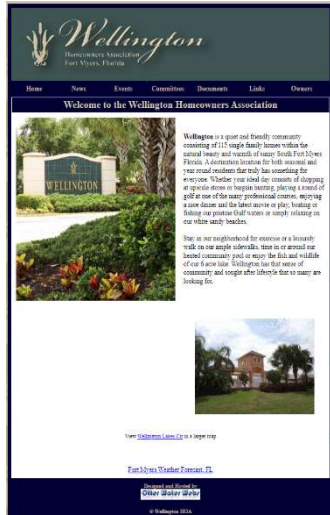 Wellington
Homeowners Association
Fort Myers, Florida
Home News Events Committees Documents Links Owners
Welcome to the Wellington Homeowners Association
WELLINGTON
Wellington is a quiet and friendly community
consisting of 115 single family homes within the
natural beauty and warmth of sunny South Fort Myers
Florida. A destination location for both seasonal and
year round residents that truly has something for
everyone. Whether your ideal day consists of shopping
at upscale stores or bargain hunting, playing a round of
golf at one of the many professional courses, enjoying
a nice dinner and the latest movie or play, boating or
fishing our pristine Gulf waters or simply relaxing on
our white sandy beaches.
Stay in our neighborhood for exercise or a leisurely
walk on our ample sidewalks, time in or around our
heated community pool or enjoy the fish and wildlife
of our 6 acre lake. Wellington has that sense of
community and sought after lifestyle that so many are
looking for.
View Wellington Lakes Cir in a larger map
Fort Myers Weather Forecast, FL
Designed and Hosted by
Otter Water Webs
© Wellington HOA